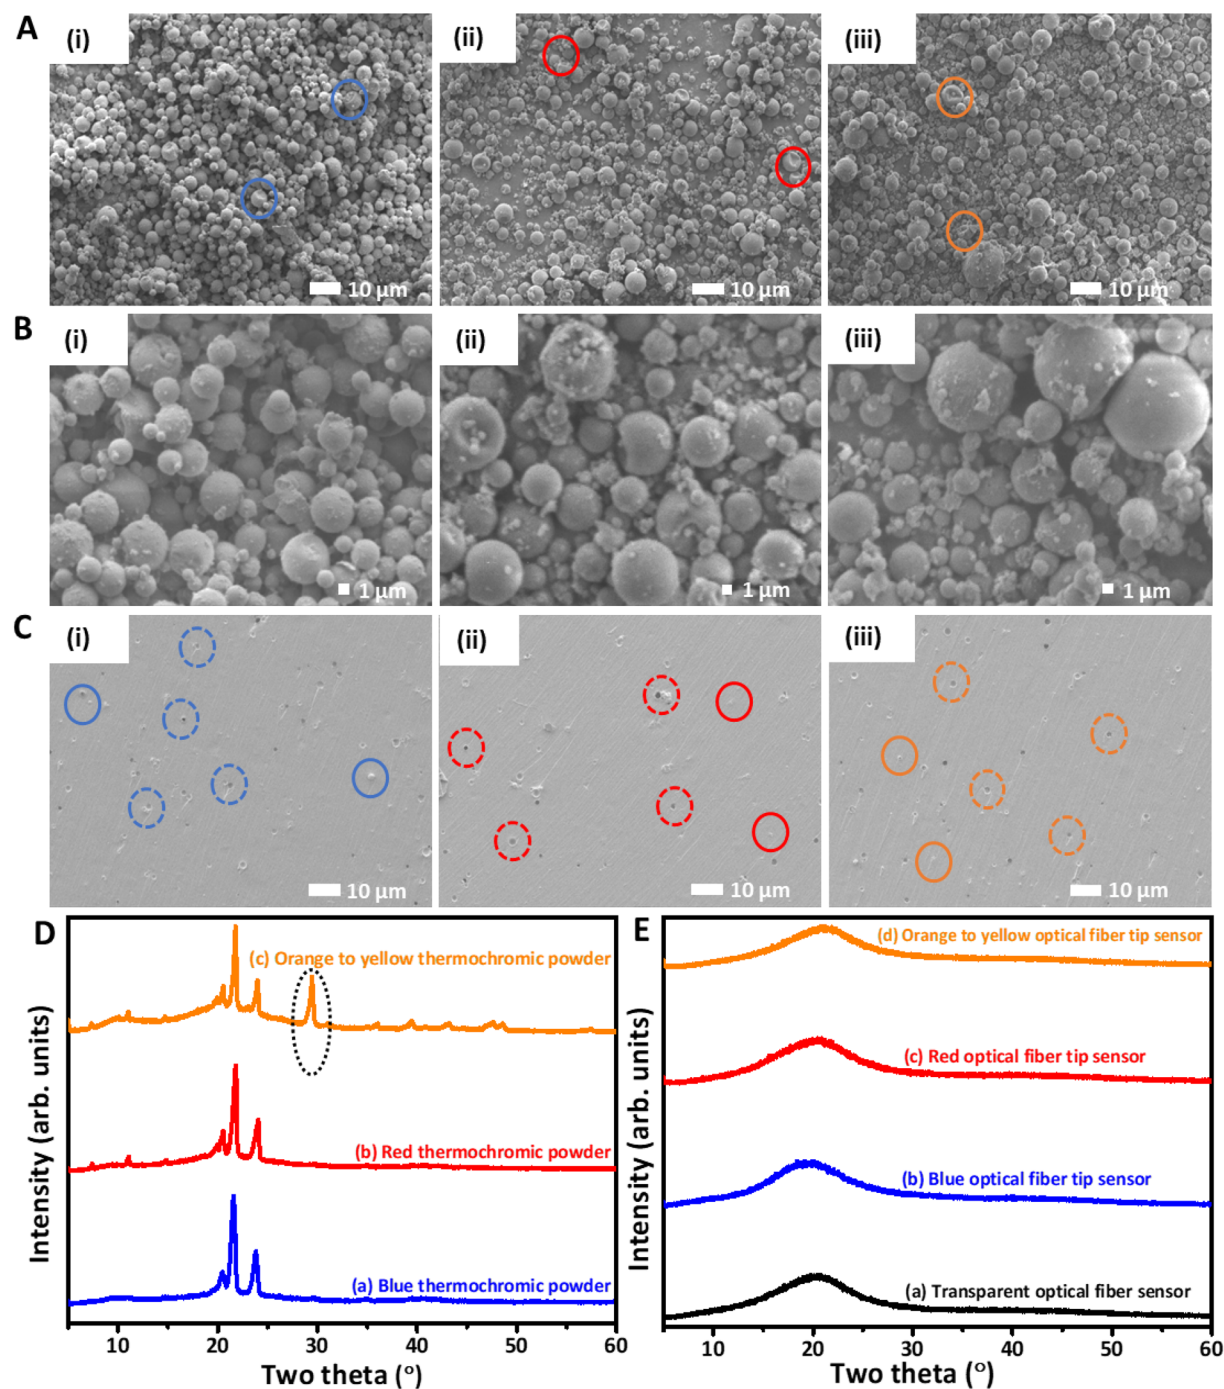 A
(i)
(ii)
(iii)
10 μm
10 μm
10 μm
B
(i)
(ii)
(iii)
1 μm
1 μm
1 μm
C
(i)
(ii)
(iii)
10 μm
10 μm
10 μm
D
(c) Orange to yellow thermochromic powder
(b) Red thermochromic powder
(a) Blue thermochromic powder
Intensity (arb. units)
10 20 30 40 50 60
Two theta (°)
E
(d) Orange to yellow optical fiber tip sensor
(c) Red optical fiber tip sensor
(b) Blue optical fiber tip sensor
(a) Transparent optical fiber sensor
Intensity (arb. units)
10 20 30 40 50 60
Two theta (°)